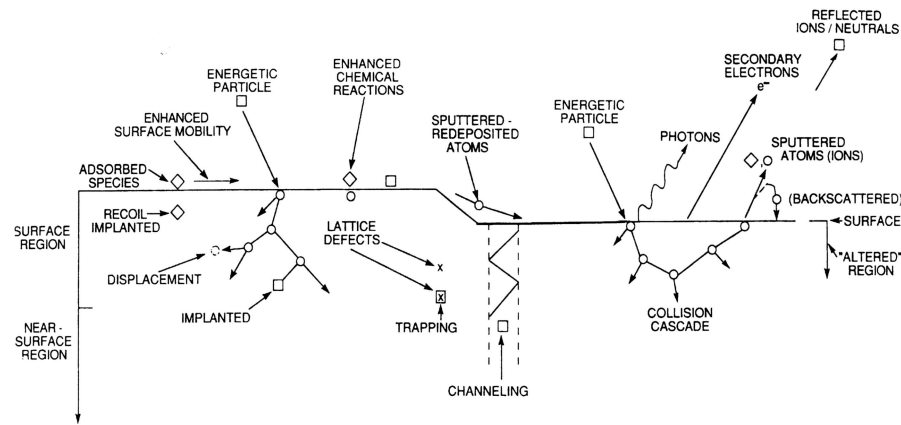 REFLECTED
IONS / NEUTRALS
SECONDARY
ELECTRONS
e–
ENERGETIC
PARTICLE
ENHANCED
CHEMICAL
REACTIONS
ENERGETIC
PARTICLE
ENHANCED
SURFACE MOBILITY
SPUTTERED -
REDEPOSITED
ATOMS
PHOTONS
SPUTTERED
ATOMS (IONS)
ADSORBED
SPECIES
(BACKSCATTERED)
RECOIL
IMPLANTED
SURFACE
SURFACE
REGION
LATTICE
DEFECTS
x
"ALTERED"
REGION
DISPLACEMENT
x
IMPLANTED
TRAPPING
COLLISION
CASCADE
NEAR -
SURFACE
REGION
CHANNELING